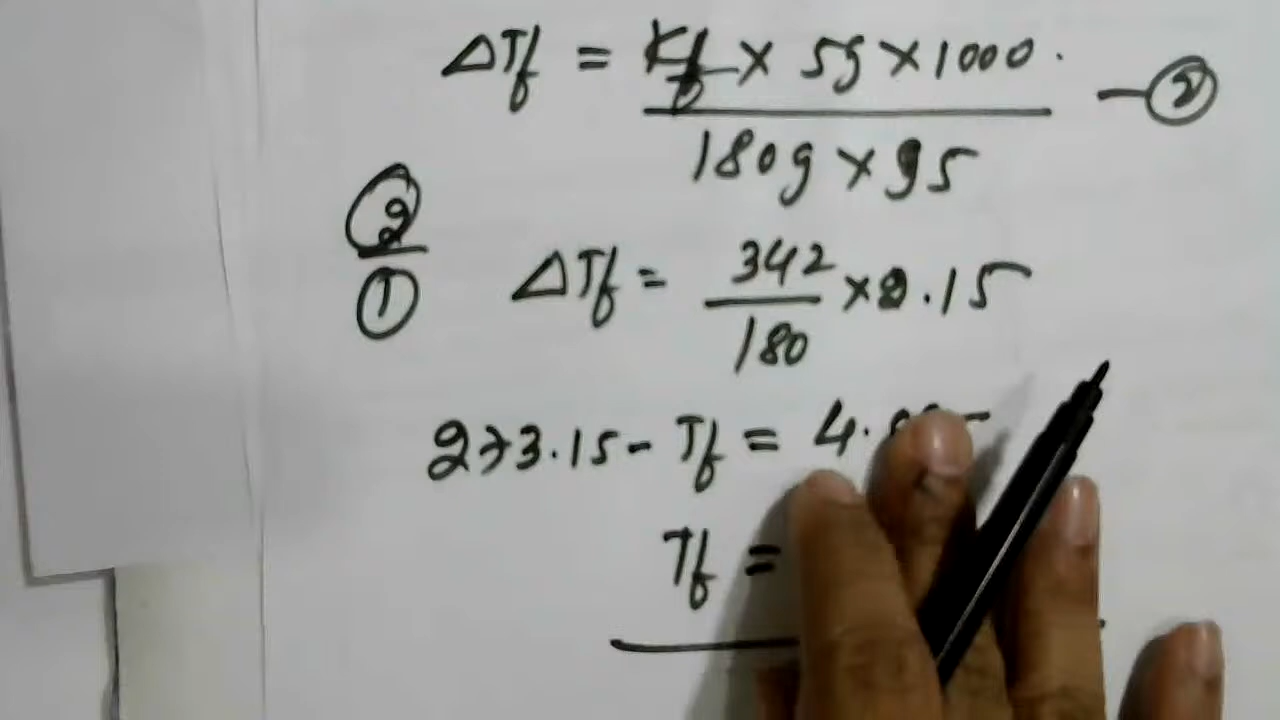 ΔTf = Kf × 5g × 1000 — ②
180g × 95
②
① ΔTf = 342/180 × 2.15
273.15 - Tf = 4.
Tf =